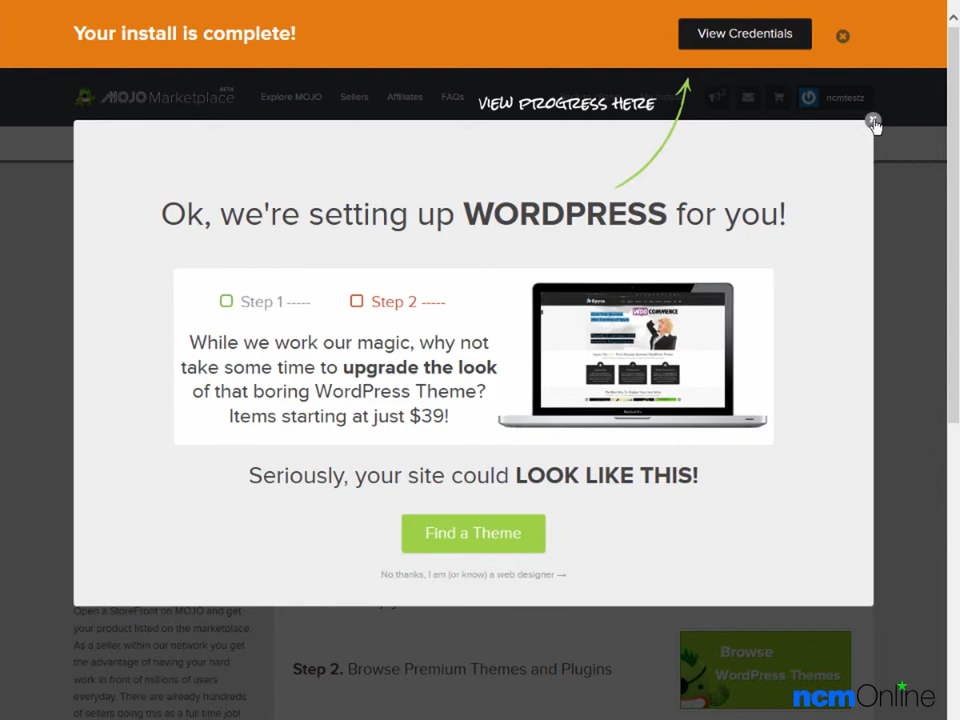 Your install is complete!
View Credentials
MOJO Marketplace BETA
Explore MOJO
Sellers
Affiliates
FAQs
VIEW PROGRESS HERE
ncmtestz
Ok, we're setting up WORDPRESS for you!
Step 1 -----
Step 2 -----
While we work our magic, why not
take some time to upgrade the look
of that boring WordPress Theme?
Items starting at just $39!
Seriously, your site could LOOK LIKE THIS!
Find a Theme
No thanks, I am (or know) a web designer →
Open a StoreFront on MOJO and get
your product listed on the marketplace.
As a seller within our network you get
the advantage of having your hard
work in front of millions of users
everyday. There are already hundreds
of sellers doing this as a full time job!
Step 2. Browse Premium Themes and Plugins
Browse
WordPress Themes
ncmOnline